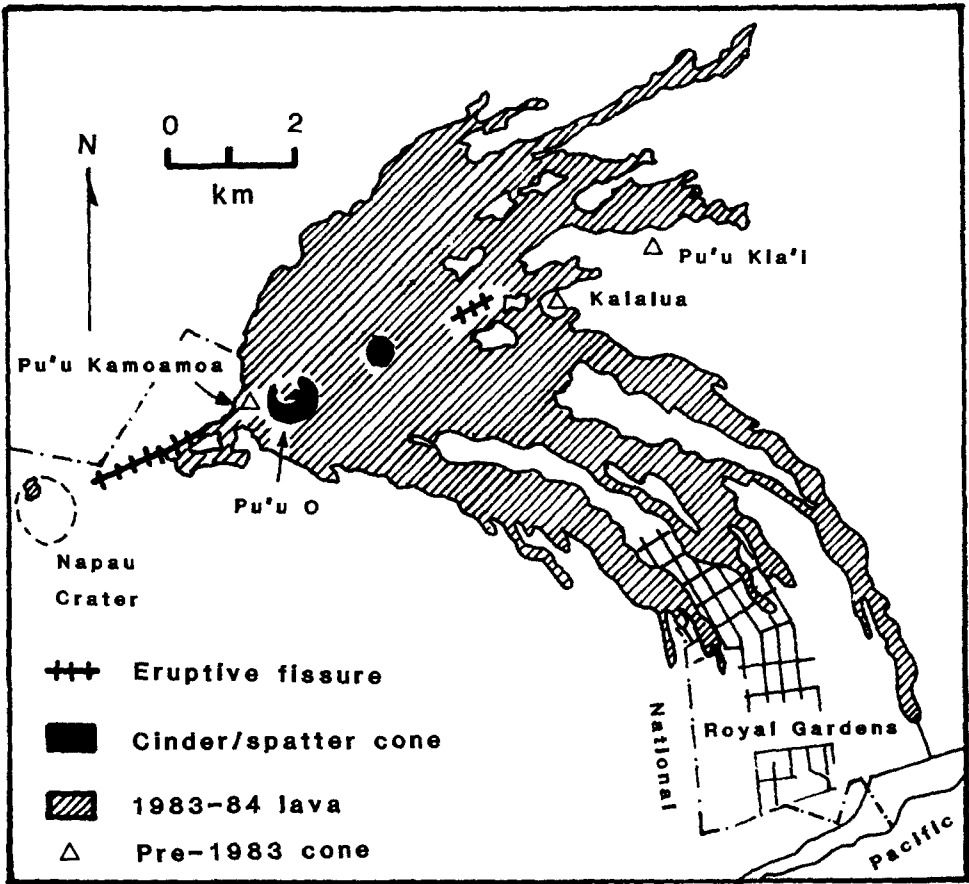 0 2
km
N
Pu'u Kia'i
Kalalua
Pu'u Kamoamoa
Pu'u O
Napau
Crater
Eruptive fissure
Cinder/spatter cone
1983-84 lava
Pre-1983 cone
National
Royal Gardens
Pacific